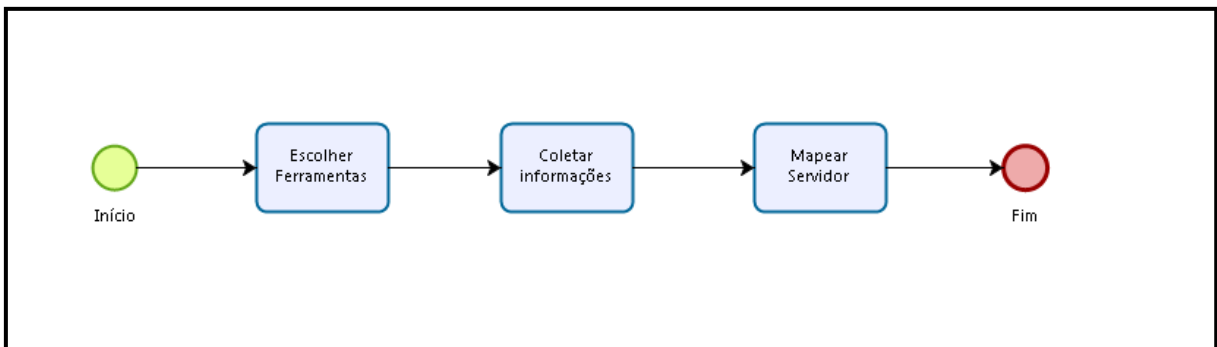 Escolher
Ferramentas
Coletar
informações
Mapear
Servidor
Início
Fim